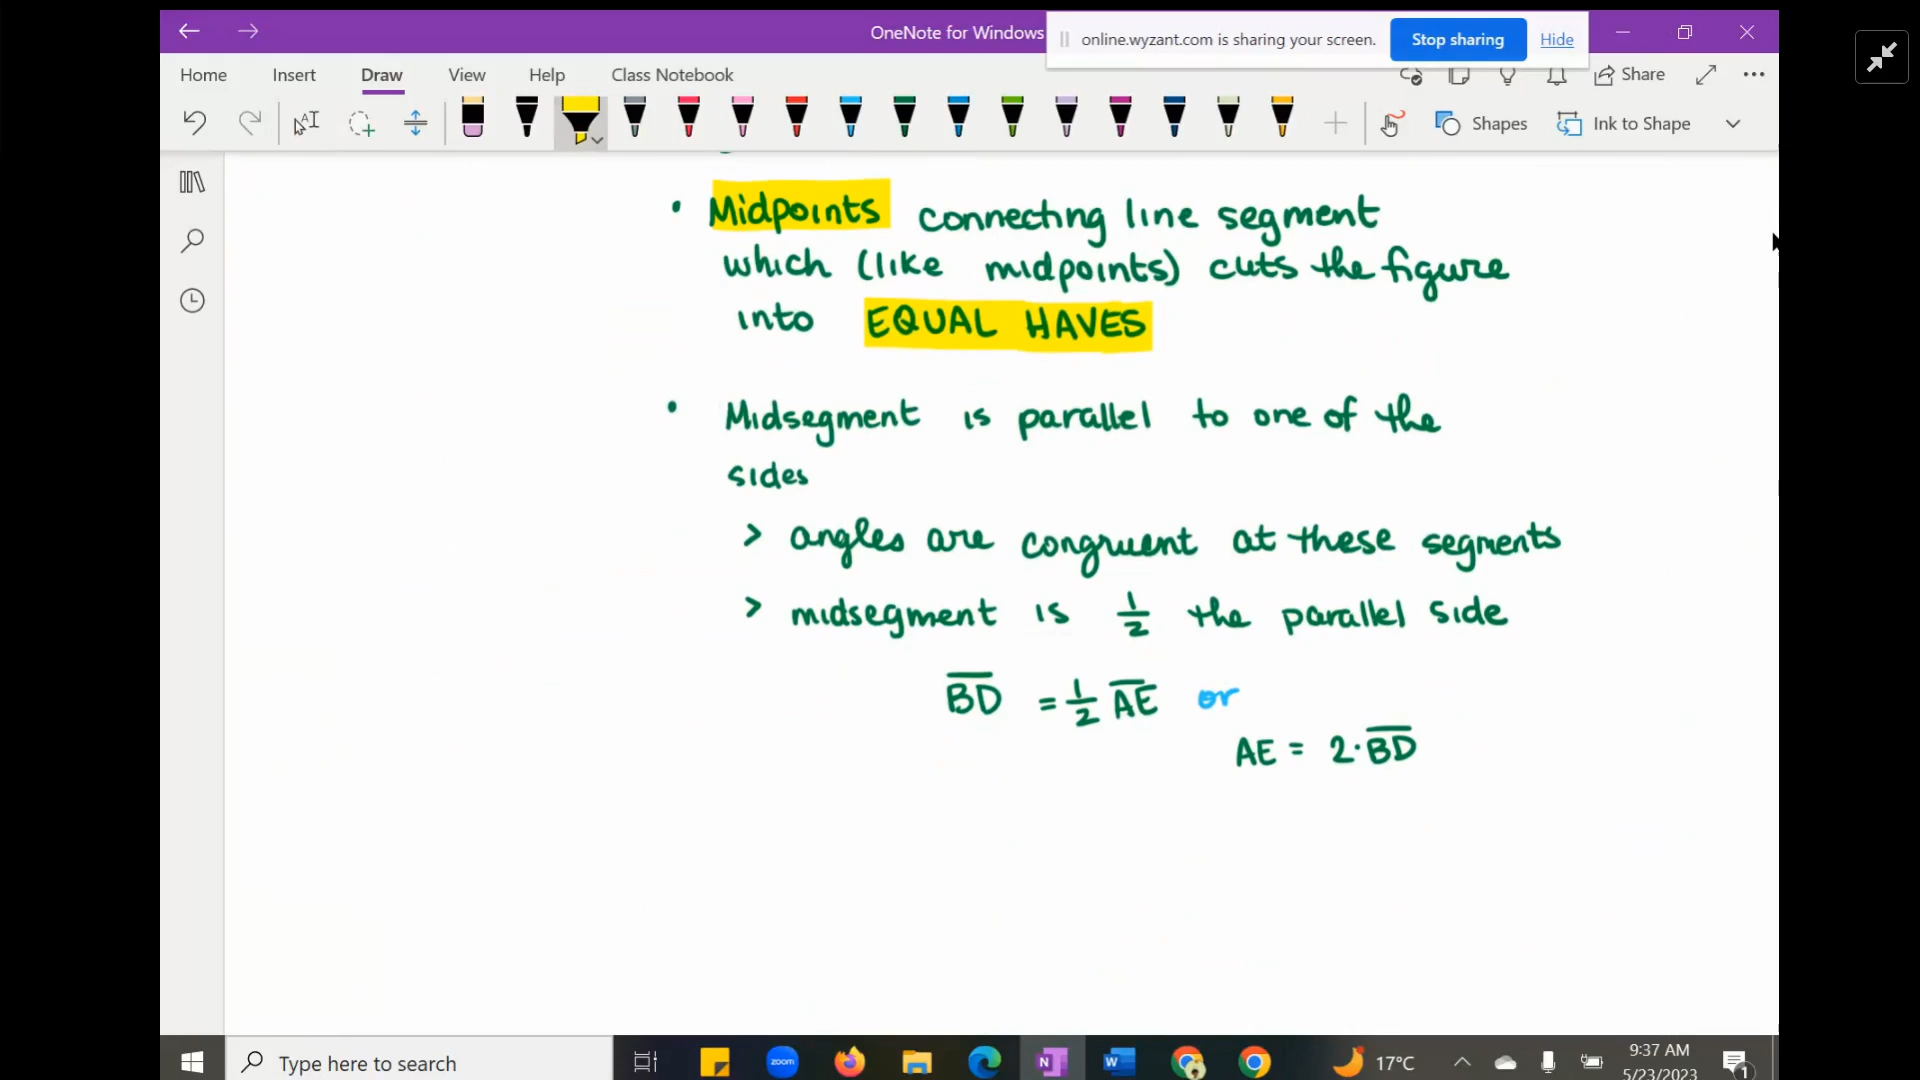 OneNote for Windows
online.wyzant.com is sharing your screen. Stop sharing Hide
Home Insert Draw View Help Class Notebook Share
Shapes Ink to Shape
• Midpoints connecting line segment
which (like midpoints) cuts the figure
into EQUAL HAVES
• Midsegment is parallel to one of the
sides
> angles are congruent at these segments
> midsegment is 1/2 the parallel side
B̅D̅ = 1/2 A̅E̅ or
AE = 2·B̅D̅
Type here to search zoom 17°C 9:37 AM
5/23/2023 1